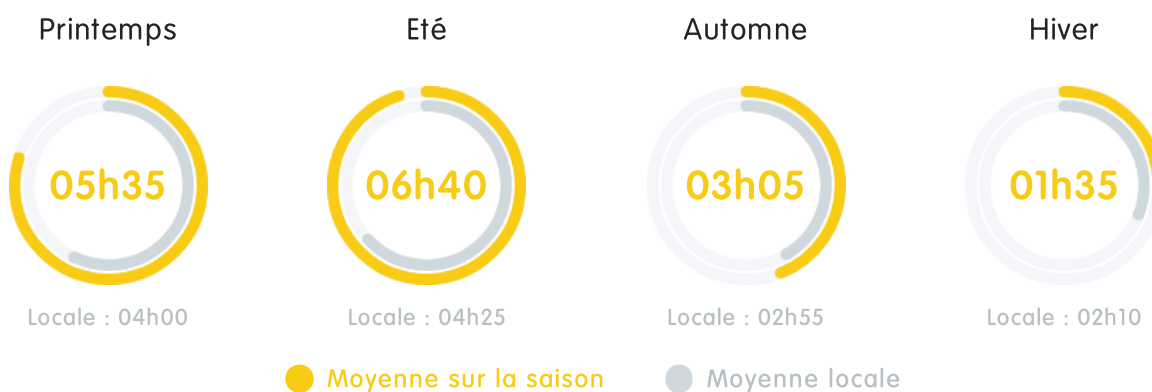 Printemps
Eté
Automne
Hiver
05h35
06h40
03h05
01h35
Locale : 04h00
Locale : 04h25
Locale : 02h55
Locale : 02h10
Moyenne sur la saison
Moyenne locale